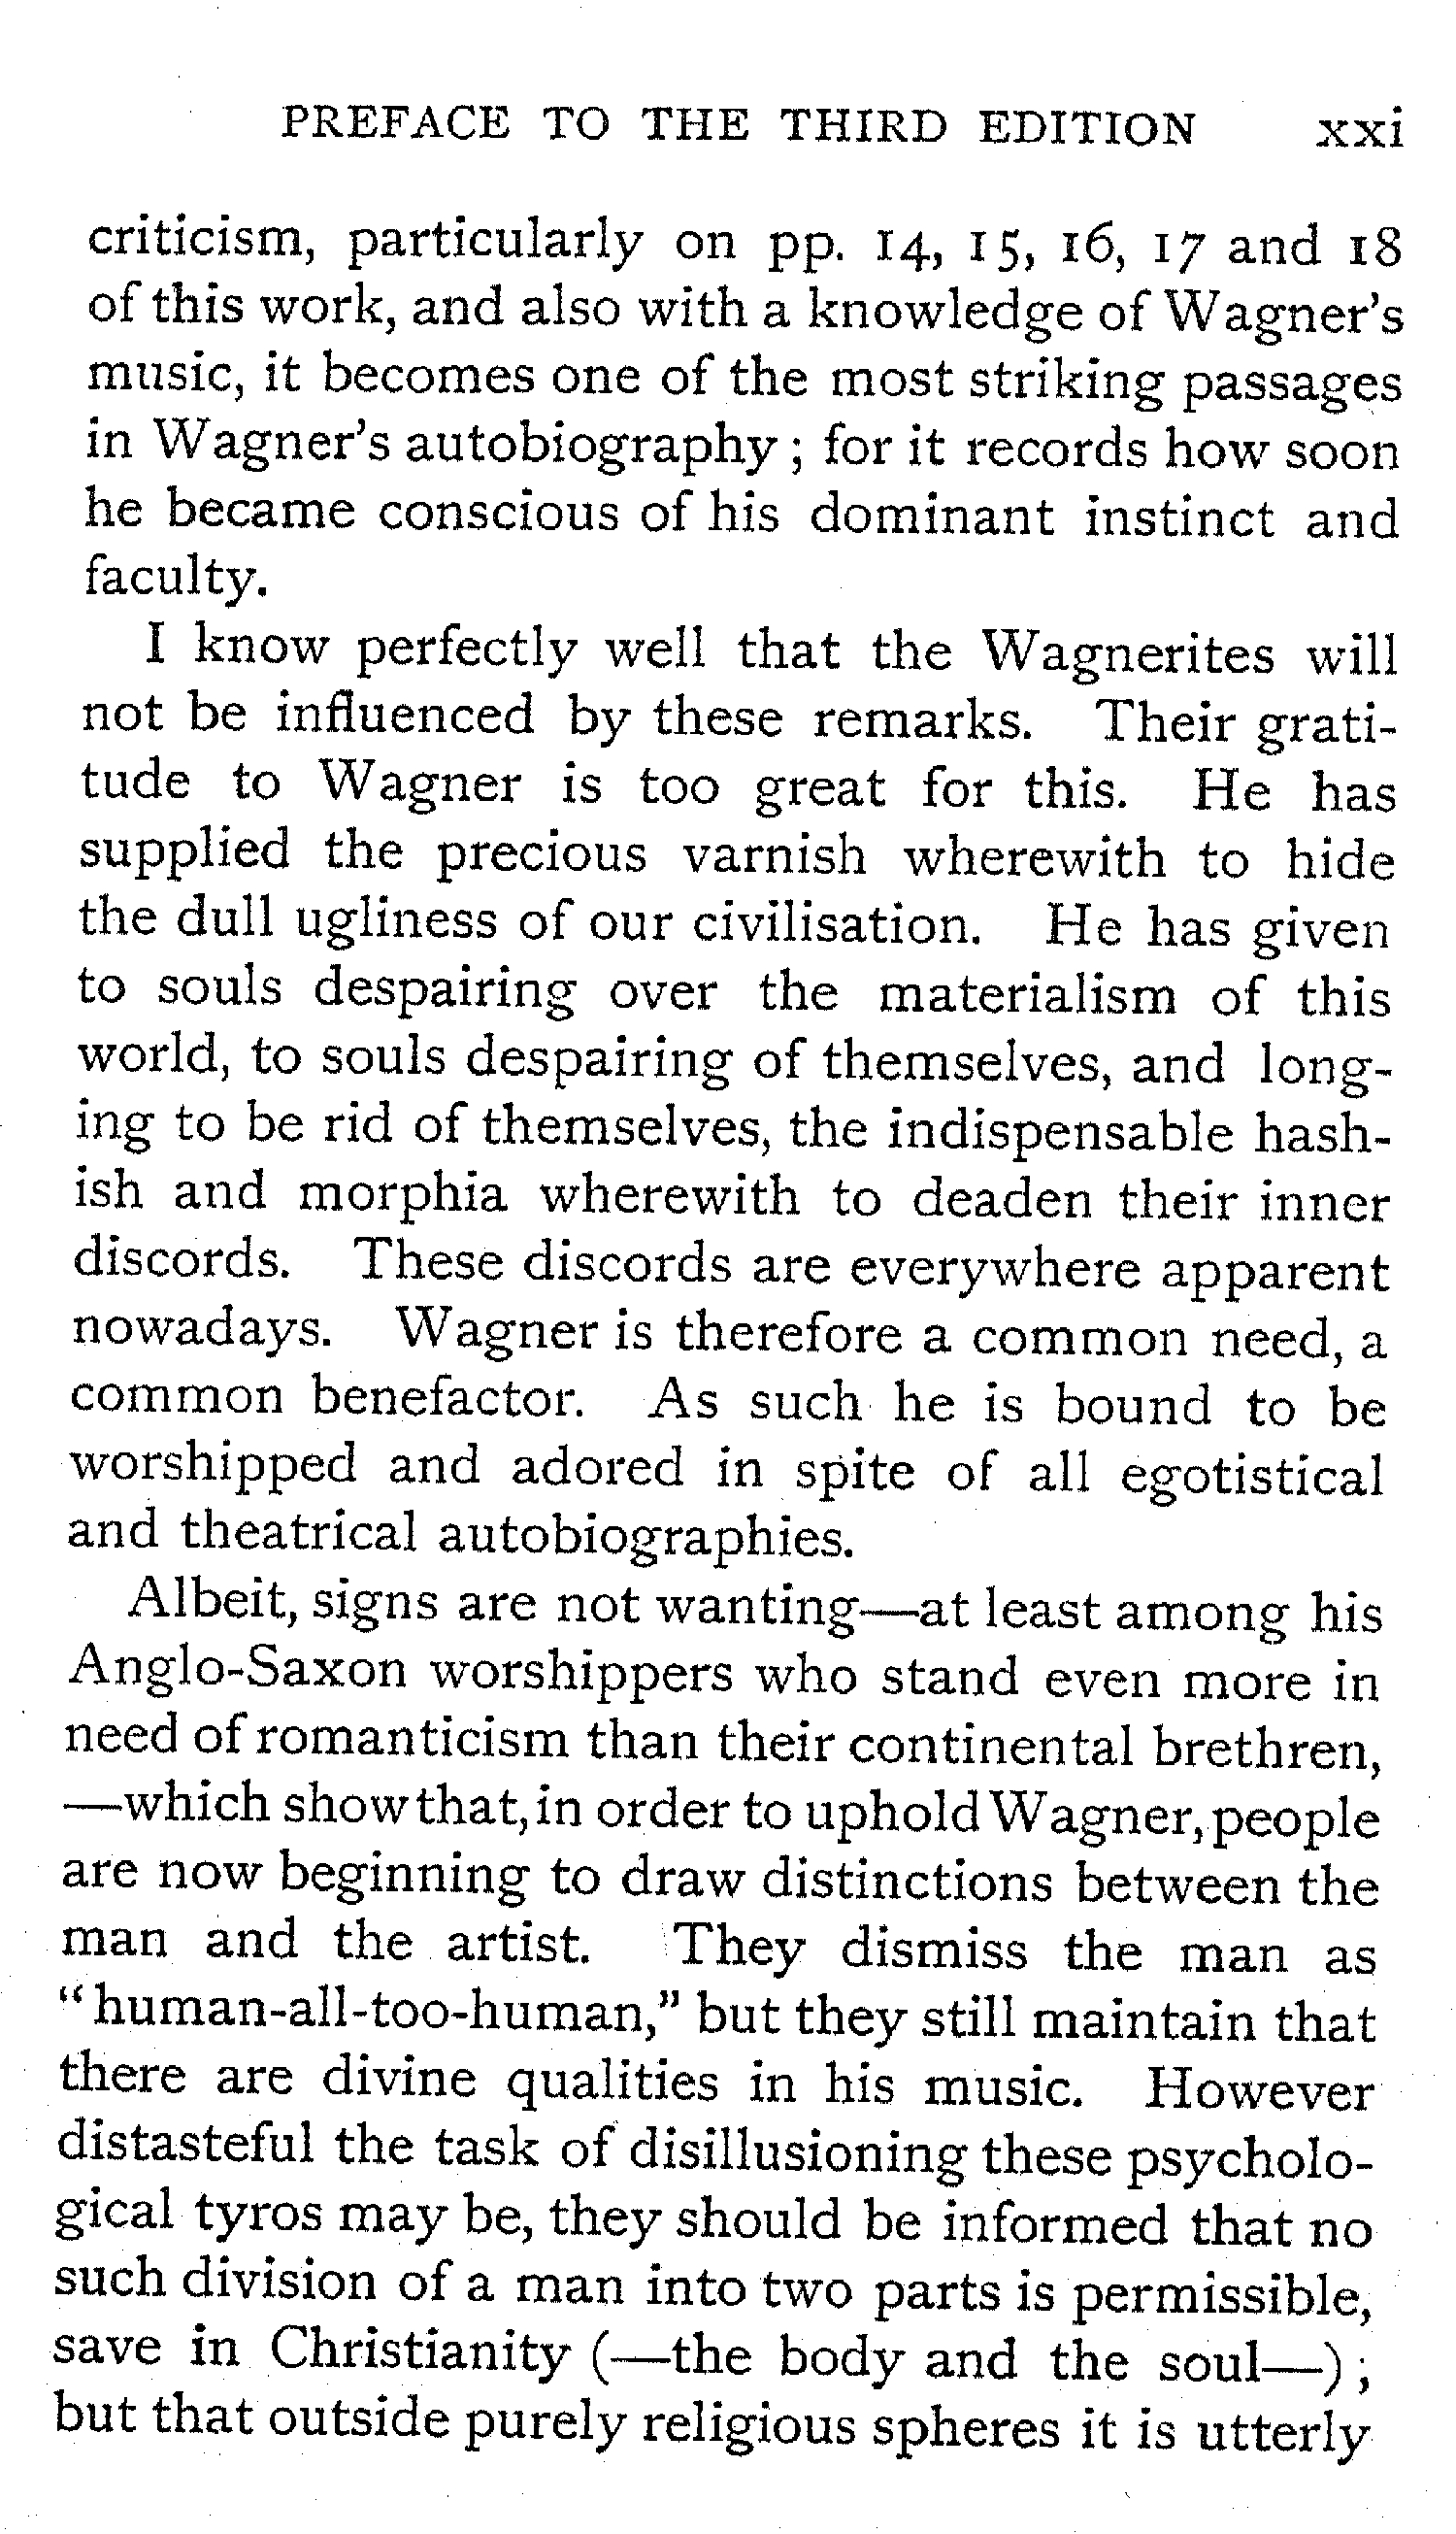 PREFACE TO THE THIRD EDITION xxi
criticism, particularly on pp. 14, 15, 16, 17 and 18
of this work, and also with a knowledge of Wagner's
music, it becomes one of the most striking passages
in Wagner's autobiography ; for it records how soon
he became conscious of his dominant instinct and
faculty.
I know perfectly well that the Wagnerites will
not be influenced by these remarks. Their grati-
tude to Wagner is too great for this. He has
supplied the precious varnish wherewith to hide
the dull ugliness of our civilisation. He has given
to souls despairing over the materialism of this
world, to souls despairing of themselves, and long-
ing to be rid of themselves, the indispensable hash-
ish and morphia wherewith to deaden their inner
discords. These discords are everywhere apparent
nowadays. Wagner is therefore a common need, a
common benefactor. As such he is bound to be
worshipped and adored in spite of all egotistical
and theatrical autobiographies.
Albeit, signs are not wanting—at least among his
Anglo-Saxon worshippers who stand even more in
need of romanticism than their continental brethren,
—which show that, in order to uphold Wagner, people
are now beginning to draw distinctions between the
man and the artist. They dismiss the man as
“human-all-too-human,” but they still maintain that
there are divine qualities in his music. However
distasteful the task of disillusioning these psycholo-
gical tyros may be, they should be informed that no
such division of a man into two parts is permissible,
save in Christianity (—the body and the soul—) ;
but that outside purely religious spheres it is utterly